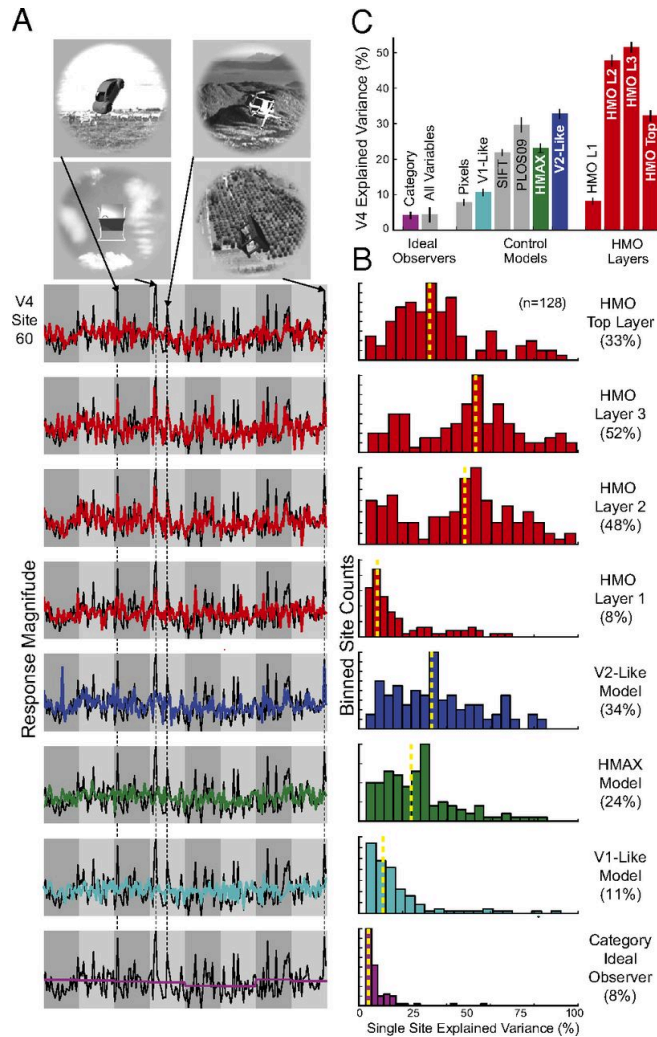 A
V4
Site
60
Response Magnitude
C
V4 Explained Variance
(%)
50
40
30
20
10
0
Category
All Variables
Pixels
V1-Like
SIFT
PLOS09
HMAX
V2-Like
HMO L1
HMO L2
HMO L3
HMO Top
Ideal
Observers
Control
Models
HMO
Layers
B
(n=128)
HMO
Top Layer
(33%)
HMO
Layer 3
(52%)
HMO
Layer 2
(48%)
HMO
Layer 1
(8%)
V2-Like
Model
(34%)
HMAX
Model
(24%)
V1-Like
Model
(11%)
Category
Ideal
Observer
(8%)
Binned Site Counts
0 25 50 75 100
Single Site Explained Variance (%)